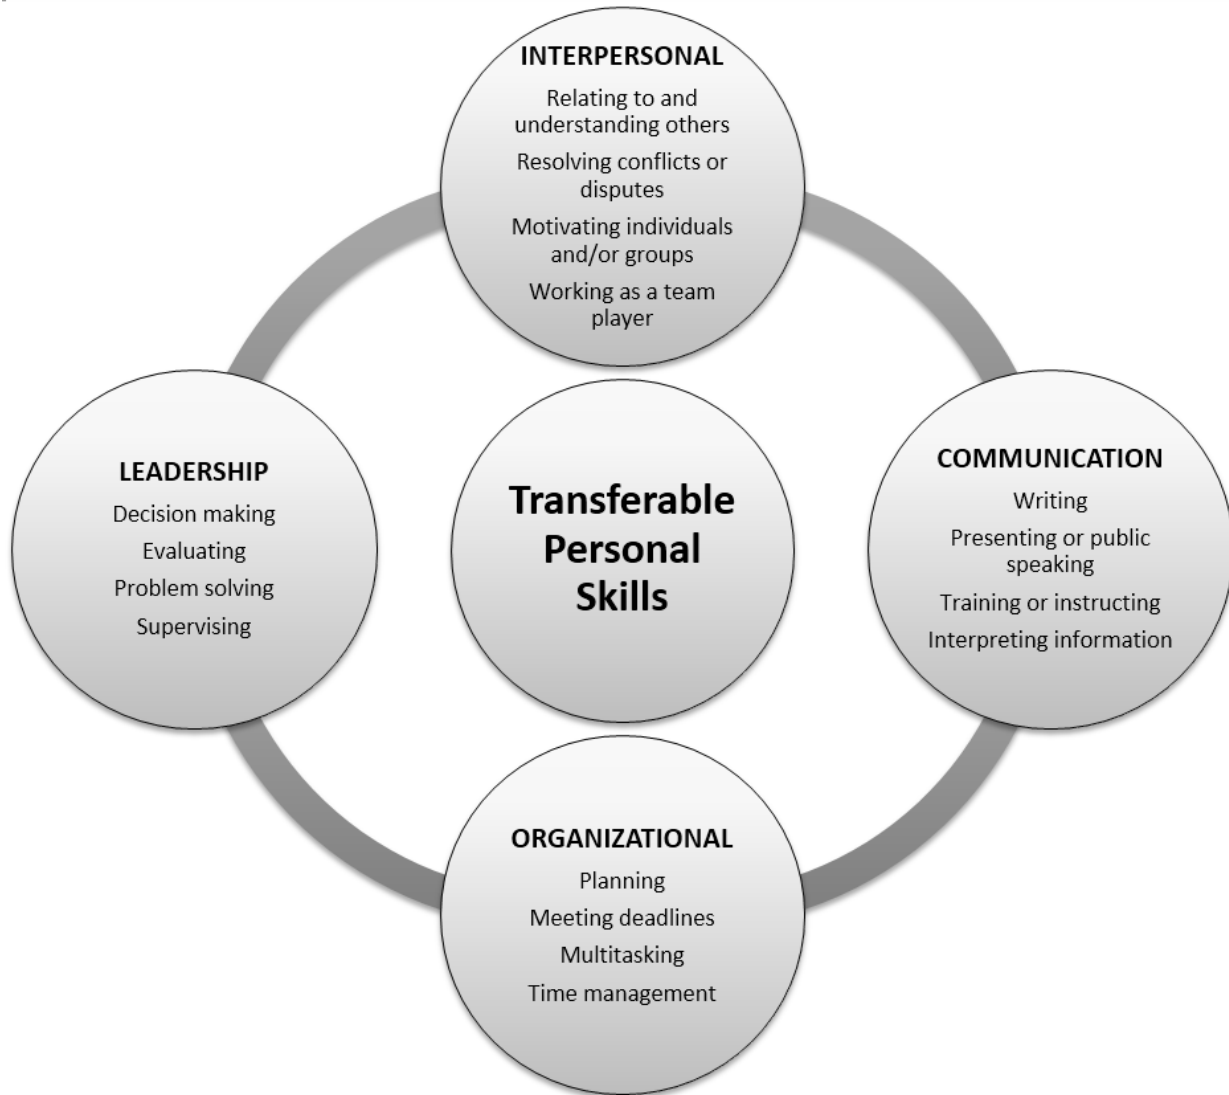 INTERPERSONAL
Relating to and
understanding others
Resolving conflicts or
disputes
Motivating individuals
and/or groups
Working as a team
player
LEADERSHIP
Decision making
Evaluating
Problem solving
Supervising
Transferable
Personal
Skills
COMMUNICATION
Writing
Presenting or public
speaking
Training or instructing
Interpreting information
ORGANIZATIONAL
Planning
Meeting deadlines
Multitasking
Time management